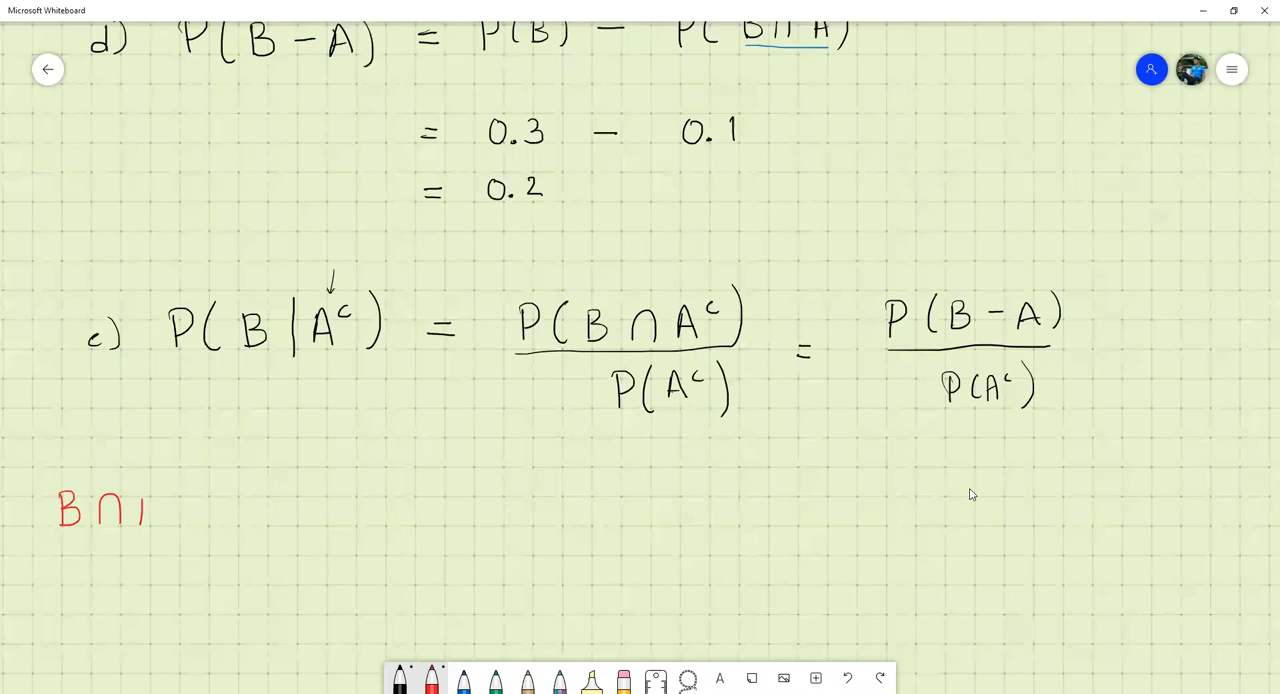 Microsoft Whiteboard
d) P(B - A) = P(B) - P(B ∩ A)
= 0.3 - 0.1
= 0.2
e) P(B | Aᶜ) = P(B ∩ Aᶜ) / P(Aᶜ) = P(B - A) / P(Aᶜ)
B ∩